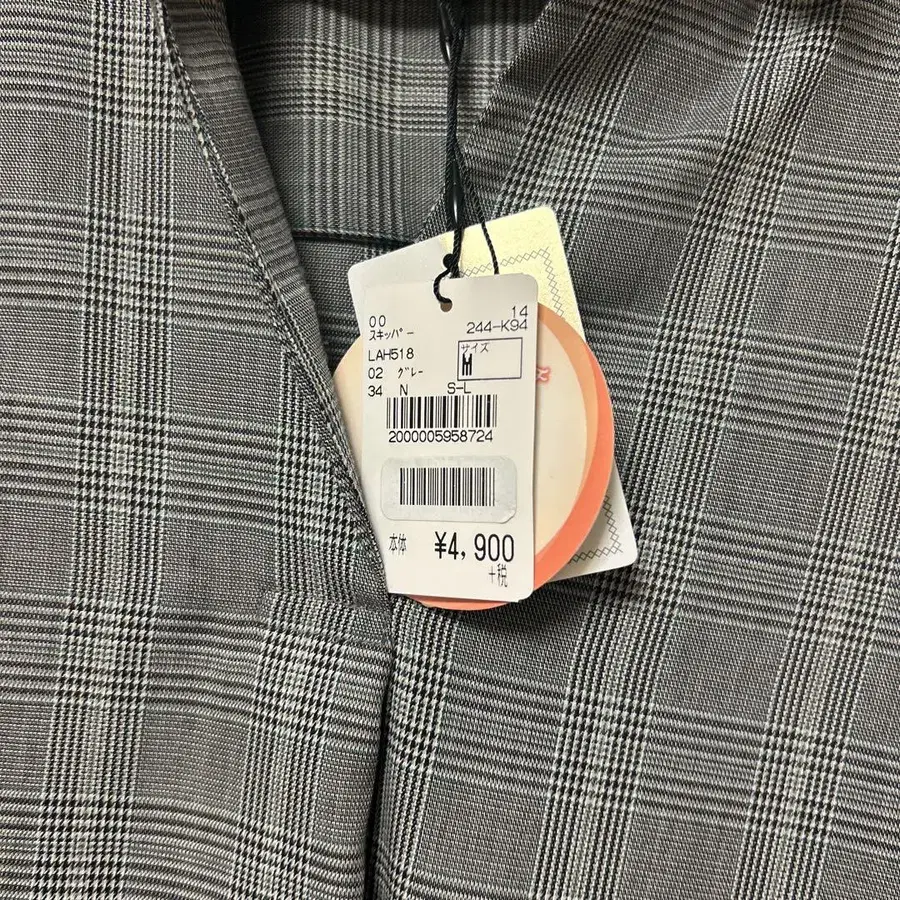 00 14
スキッパー 244-K94
LAH518 サイズ
M
02 グレー
34 N S-L
2000005958724
本体 ¥4,900
+税